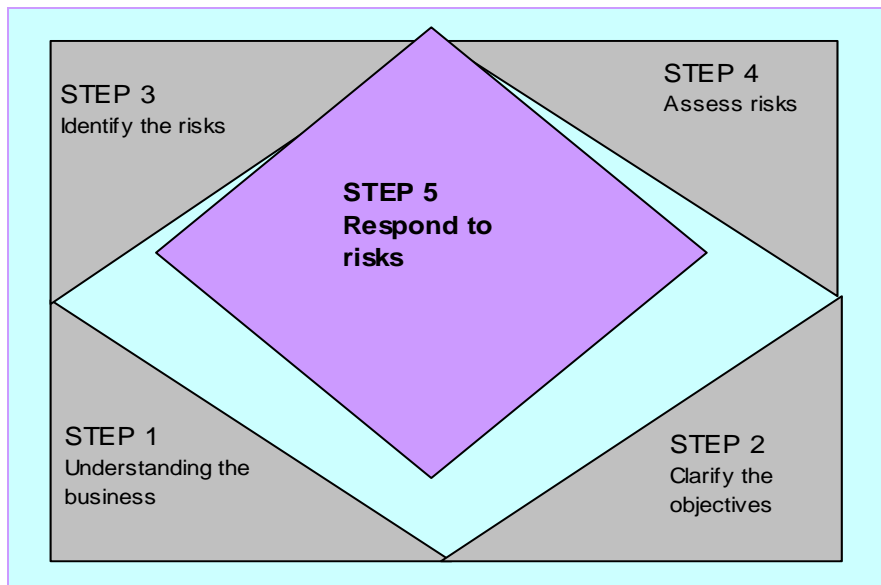 STEP 3
Identify the risks
STEP 4
Assess risks
STEP 5
Respond to
risks
STEP 1
Understanding the
business
STEP 2
Clarify the
objectives